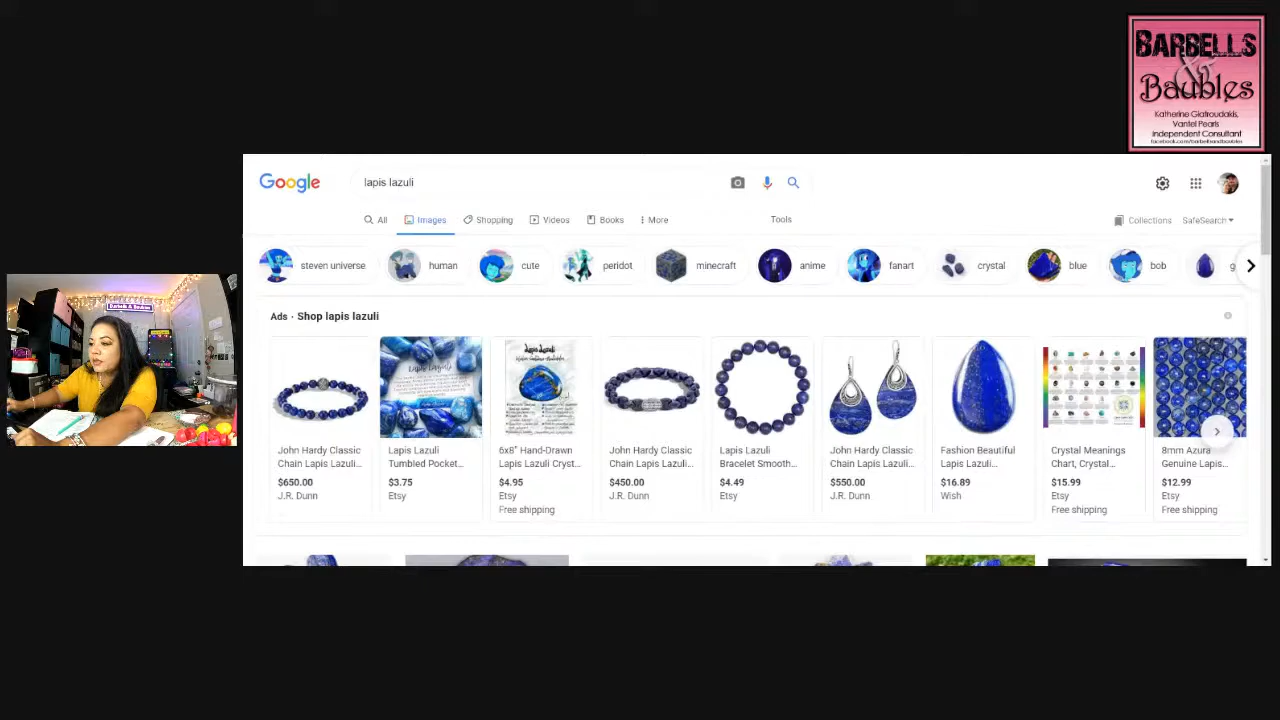 BARBELLS
&
Baubles
Katherine Giatroudakis,
Vantel Pearls
Independent Consultant
facebook.com/barbellsandbaubles
Google
lapis lazuli
All
Images
Shopping
Videos
Books
More
Tools
Collections
SafeSearch
steven universe
human
cute
peridot
minecraft
anime
fanart
crystal
blue
bob
g
Ads · Shop lapis lazuli
Lapis Lazuli
John Hardy Classic
Chain Lapis Lazuli...
$650.00
J.R. Dunn
Lapis Lazuli
Tumbled Pocket...
$3.75
Etsy
6x8" Hand-Drawn
Lapis Lazuli Cryst...
$4.95
Etsy
Free shipping
John Hardy Classic
Chain Lapis Lazuli...
$450.00
J.R. Dunn
Lapis Lazuli
Bracelet Smooth...
$4.49
Etsy
John Hardy Classic
Chain Lapis Lazuli...
$550.00
J.R. Dunn
Fashion Beautiful
Lapis Lazuli...
$16.89
Wish
Crystal Meanings
Chart, Crystal...
$15.99
Etsy
Free shipping
8mm Azura
Genuine Lapis...
$12.99
Etsy
Free shipping